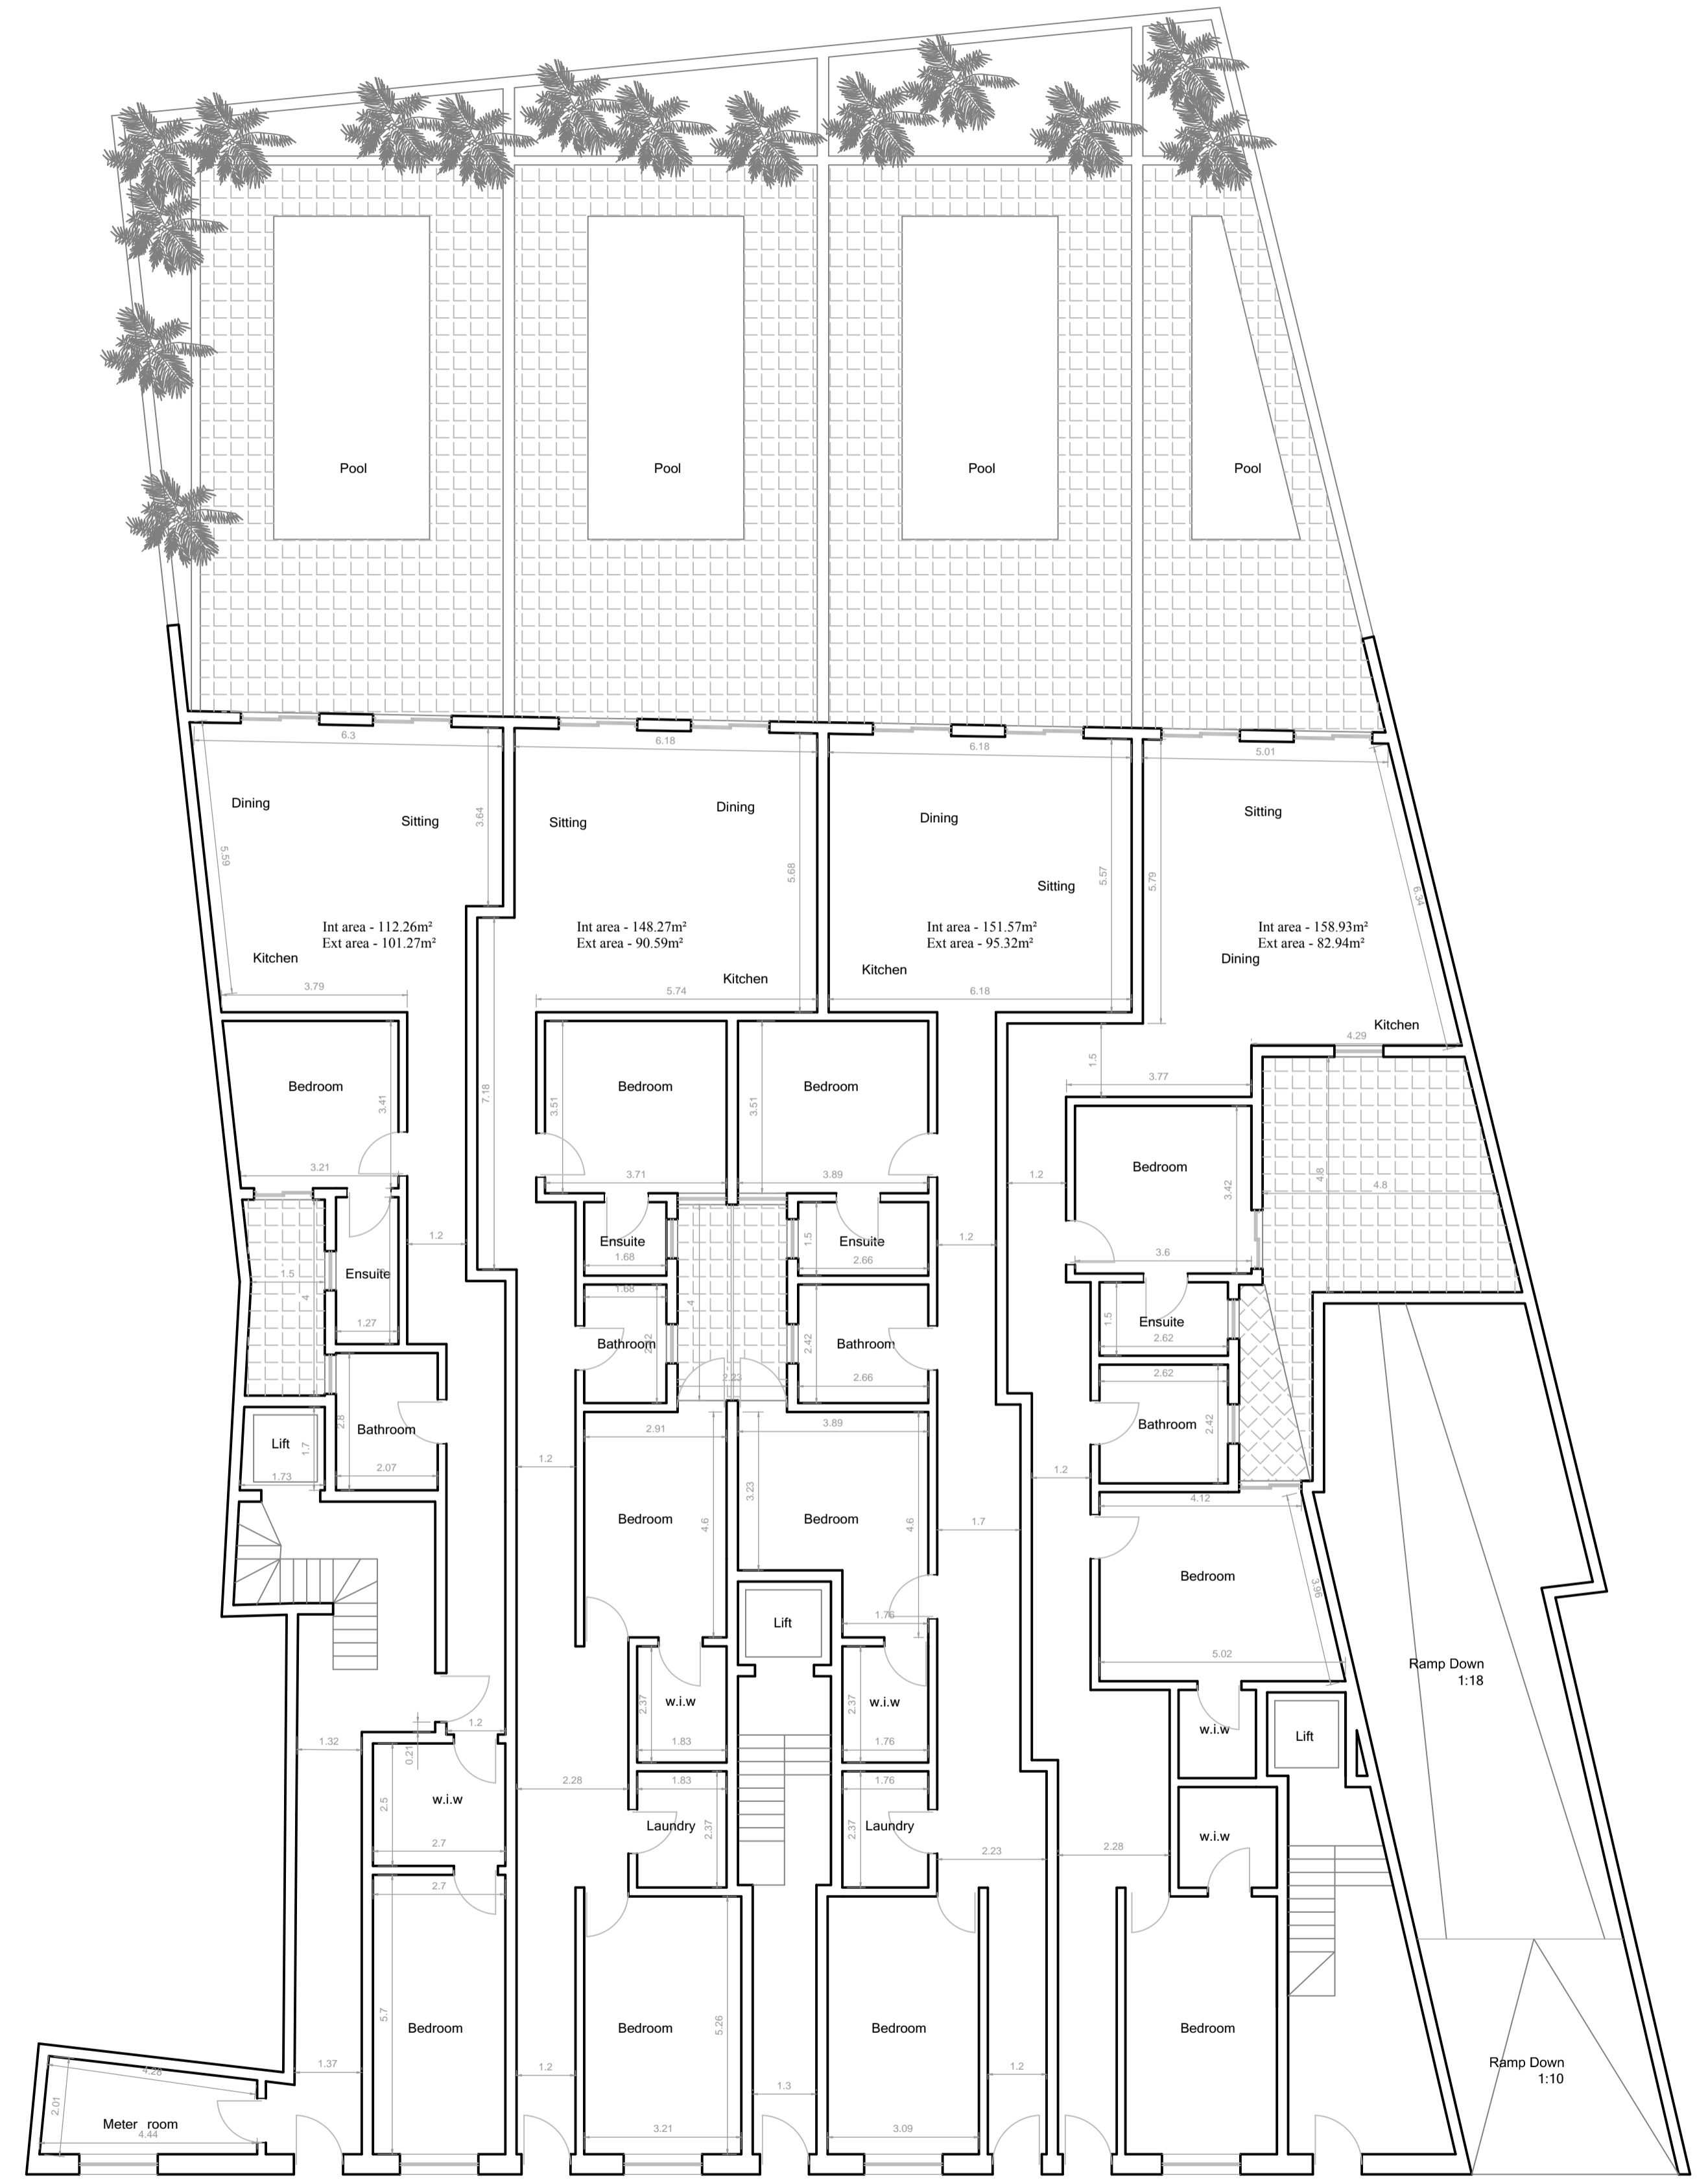 Pool
Pool
Pool
Pool
6.3
6.18
6.18
5.01
Dining
Sitting
3.64
5.59
Sitting
Dining
5.68
Dining
Sitting
5.57
5.79
Sitting
6.34
Int area - 112.26m²
Ext area - 101.27m²
Int area - 148.27m²
Ext area - 90.59m²
Int area - 151.57m²
Ext area - 95.32m²
Int area - 158.93m²
Ext area - 82.94m²
Dining
Kitchen
Kitchen
Kitchen
Kitchen
3.79
5.74
6.18
4.29
1.5
3.77
Bedroom
3.41
7.18
3.51
Bedroom
3.51
Bedroom
Bedroom
3.42
4.8
4.8
3.21
3.71
3.89
1.2
3.6
1.2
Ensuite
1.68
1.5
Ensuite
2.66
1.2
1.5
4
Ensuite
1.27
1.68
4
1.5
Ensuite
2.62
Bathroom
2.42
Bathroom
2.66
2.23
2.62
Bathroom
2.42
Lift
1.7
1.73
2.8
Bathroom
2.07
2.91
3.89
1.2
1.2
4.12
Bedroom
4.6
3.23
Bedroom
4.6
1.7
Bedroom
3.96
5.02
Lift
1.76
Ramp Down
1:18
w.i.w
2.37
1.83
2.37
w.i.w
1.76
w.i.w
Lift
1.2
1.32
0.21
2.5
w.i.w
2.7
2.28
1.83
Laundry
2.37
1.76
2.37
Laundry
2.23
2.28
w.i.w
2.7
5.7
Bedroom
Bedroom
5.26
Bedroom
Bedroom
1.37
1.2
1.3
1.2
Ramp Down
1:10
4.28
2.01
Meter room
4.44
3.21
3.09